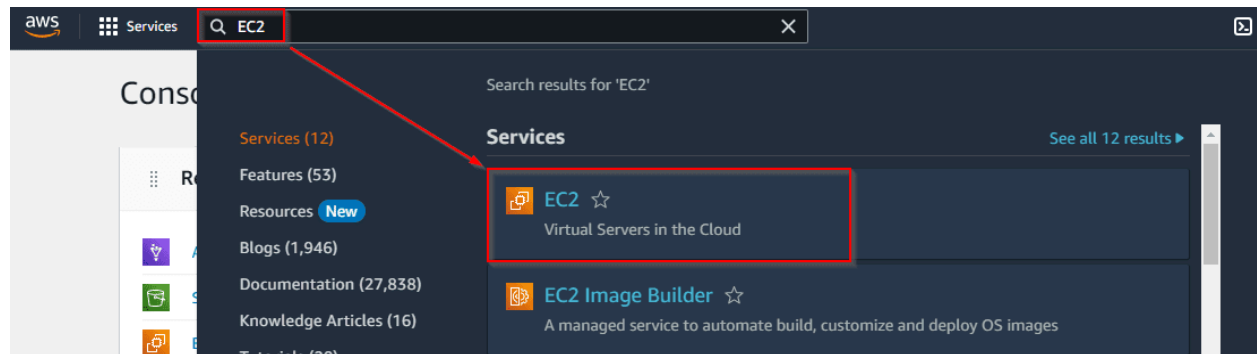 aws
Services
EC2
Search results for 'EC2'
Services (12)
Features (53)
Resources New
Blogs (1,946)
Documentation (27,838)
Knowledge Articles (16)
Services
See all 12 results
EC2
Virtual Servers in the Cloud
EC2 Image Builder
A managed service to automate build, customize and deploy OS images